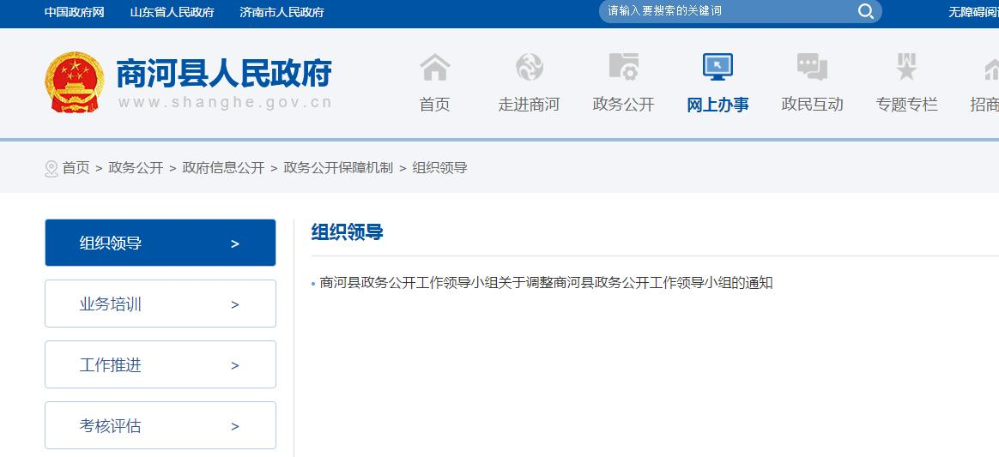 中国政府网 山东省人民政府 济南市人民政府 请输入要搜索的关键词 无障碍阅
商河县人民政府
www.shanghe.gov.cn
首页 走进商河 政务公开 网上办事 政民互动 专题专栏 招商
首页 > 政务公开 > 政府信息公开 > 政务公开保障机制 > 组织领导
组织领导 >
业务培训 >
工作推进 >
考核评估 >
组织领导
商河县政务公开工作领导小组关于调整商河县政务公开工作领导小组的通知